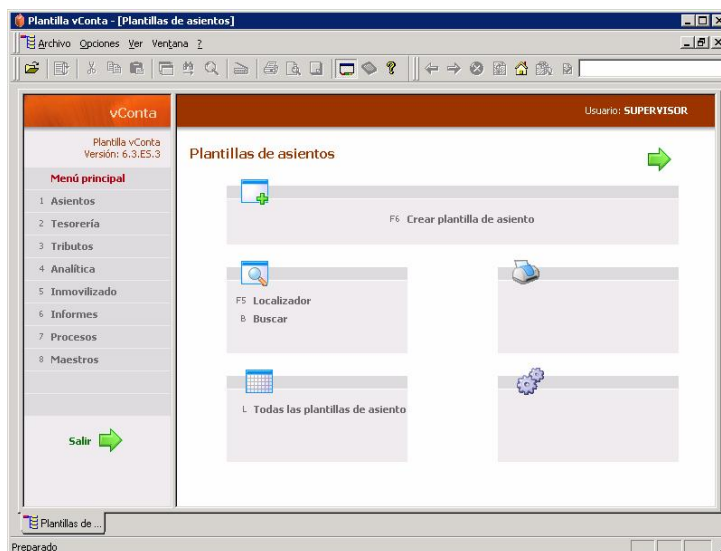 Plantilla vConta - [Plantillas de asientos]
Archivo Opciones Ver Ventana ?
vConta
Usuario: SUPERVISOR
Plantilla vConta
Versión: 6.3.ES.3
Menú principal
1 Asientos
2 Tesorería
3 Tributos
4 Analítica
5 Inmovilizado
6 Informes
7 Procesos
8 Maestros
Salir
Plantillas de asientos
F6 Crear plantilla de asiento
F5 Localizador
B Buscar
L Todas las plantillas de asiento
Plantillas de ...
Preparado